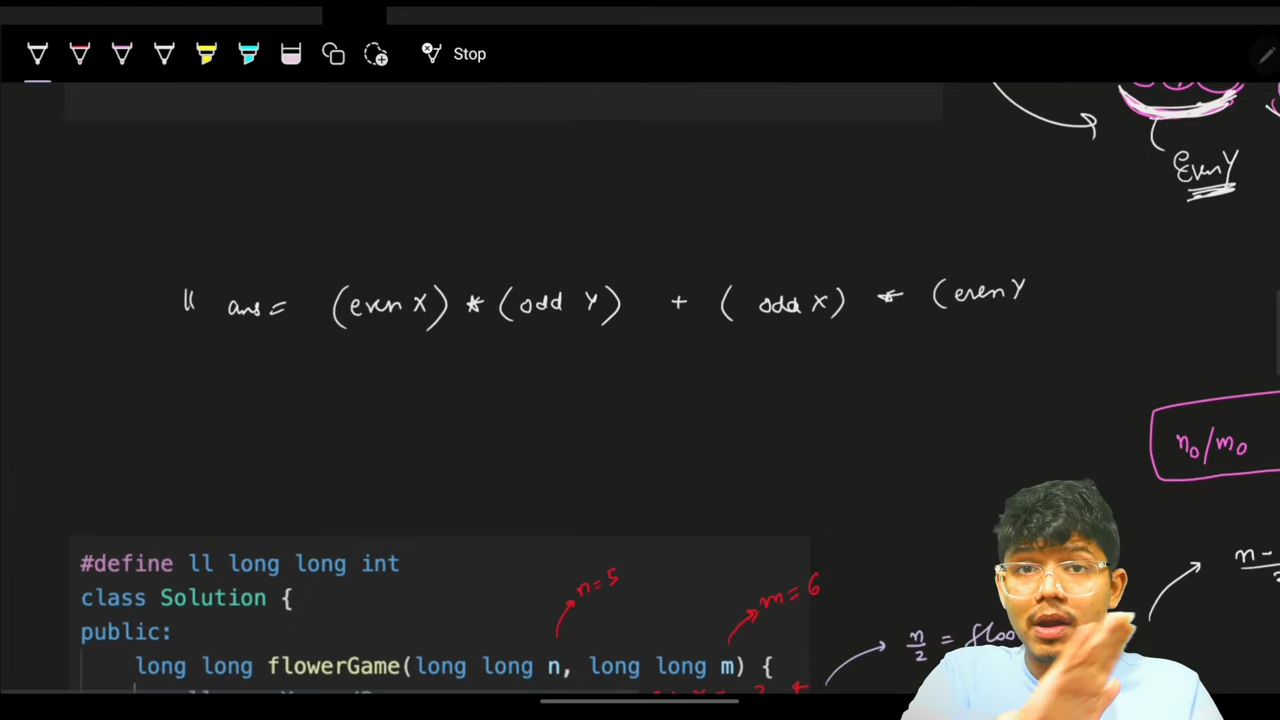 Stop
Even Y
ll ans = (even X) * (odd Y) + (odd X) * (even Y
n0/m0
#define ll long long int
n=5
class Solution {
m=6
public:
long long flowerGame(long long n, long long m) {
n/2 =